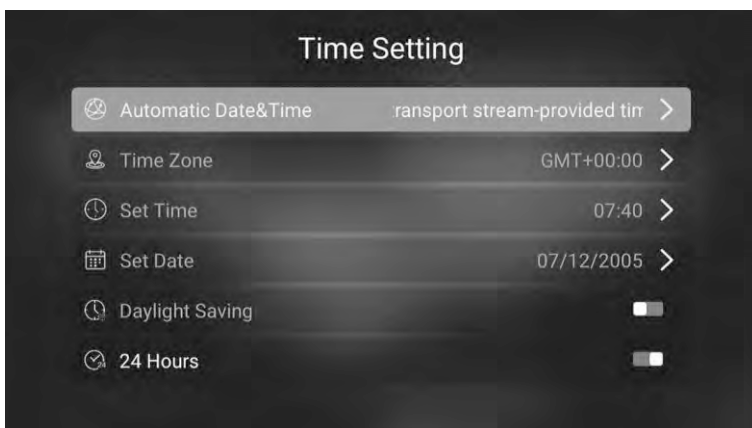 Time Setting
Automatic Date&Time ransport stream-provided tim
Time Zone GMT+00:00
Set Time 07:40
Set Date 07/12/2005
Daylight Saving
24 Hours